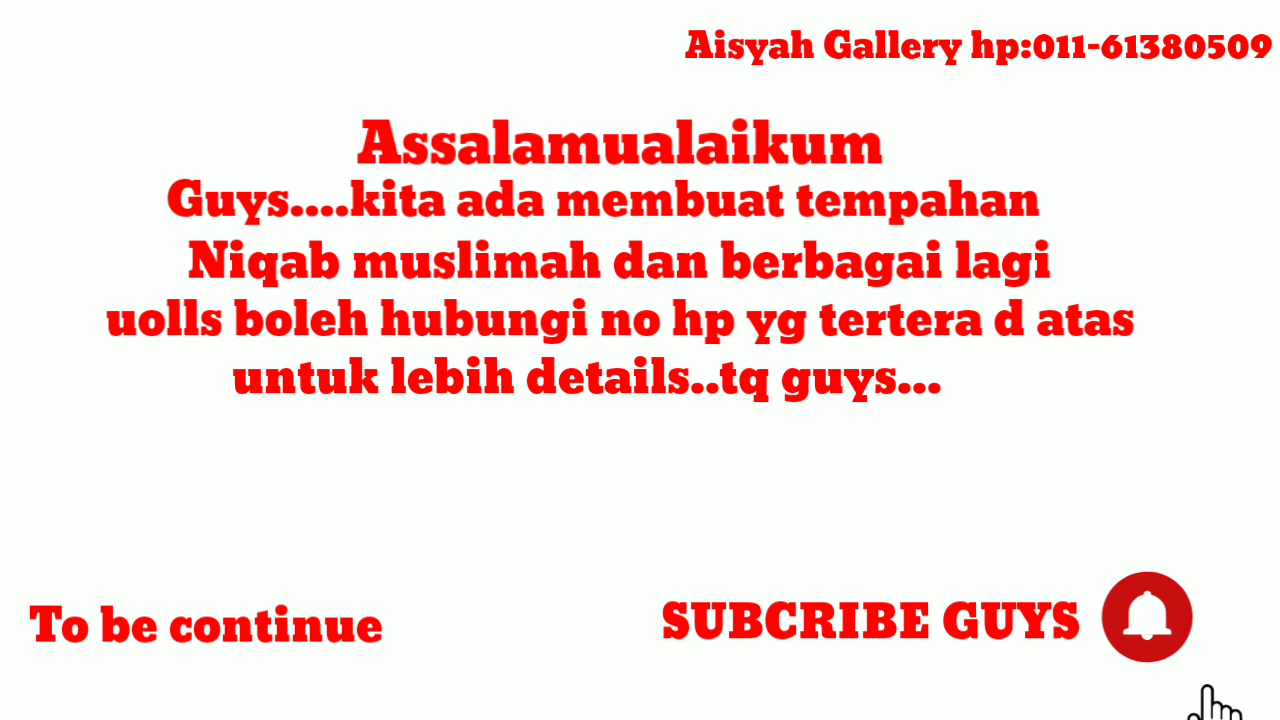 Aisyah Gallery hp:011-61380509
Assalamualaikum
Guys....kita ada membuat tempahan
Niqab muslimah dan berbagai lagi
uolls boleh hubungi no hp yg tertera d atas
untuk lebih details..tq guys...
To be continue
SUBCRIBE GUYS